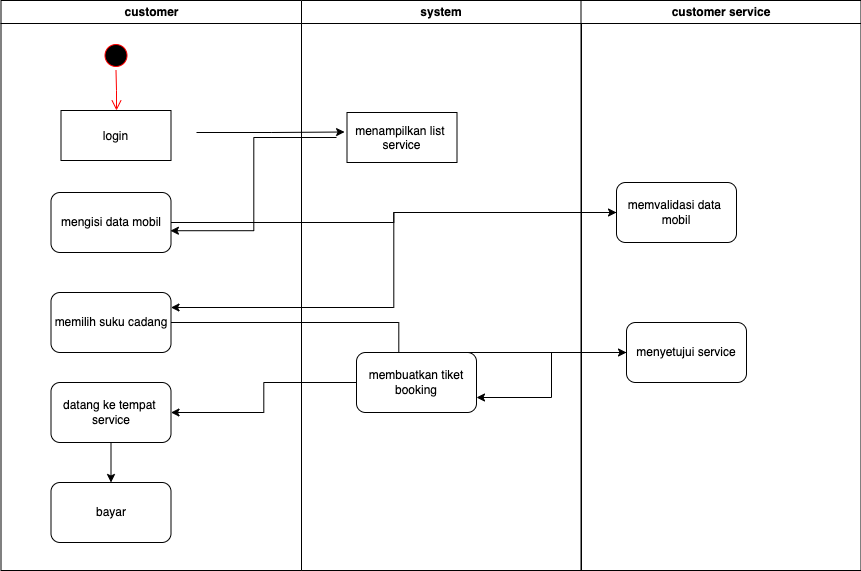 customer
system
customer service
login
menampilkan list
service
mengisi data mobil
memvalidasi data
mobil
memilih suku cadang
menyetujui service
membuatkan tiket
booking
datang ke tempat
service
bayar